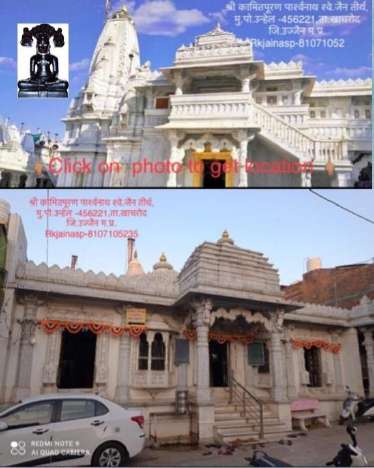 श्री कामितपूरण पार्श्वनाथ श्वे.जैन तीर्थ,
मु.पो.उन्हेल -456221,ता.खाचरोद
जि.उज्जैन म.प्र.
Rkjainasp-81071052
Click on photo to get location
श्री कामितपूरण पार्श्वनाथ श्वे.जैन तीर्थ,
मु.पो.उन्हेल -456221,ता.खाचरोद
जि.उज्जैन म.प्र.
Rkjainasp-8107105235
REDMI NOTE 8
AI QUAD CAMERA